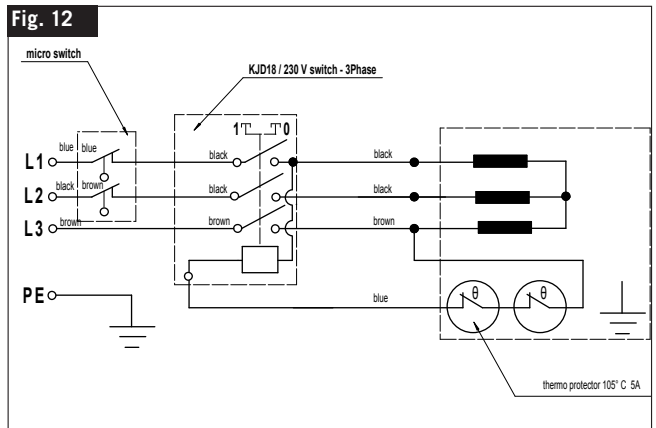 Fig. 12
micro switch
KJD18 / 230 V switch - 3Phase
1 0
L1 blue blue black black
L2 black brown black black
L3 brown brown brown
θ θ
PE
blue
thermo protector 105° C 5A